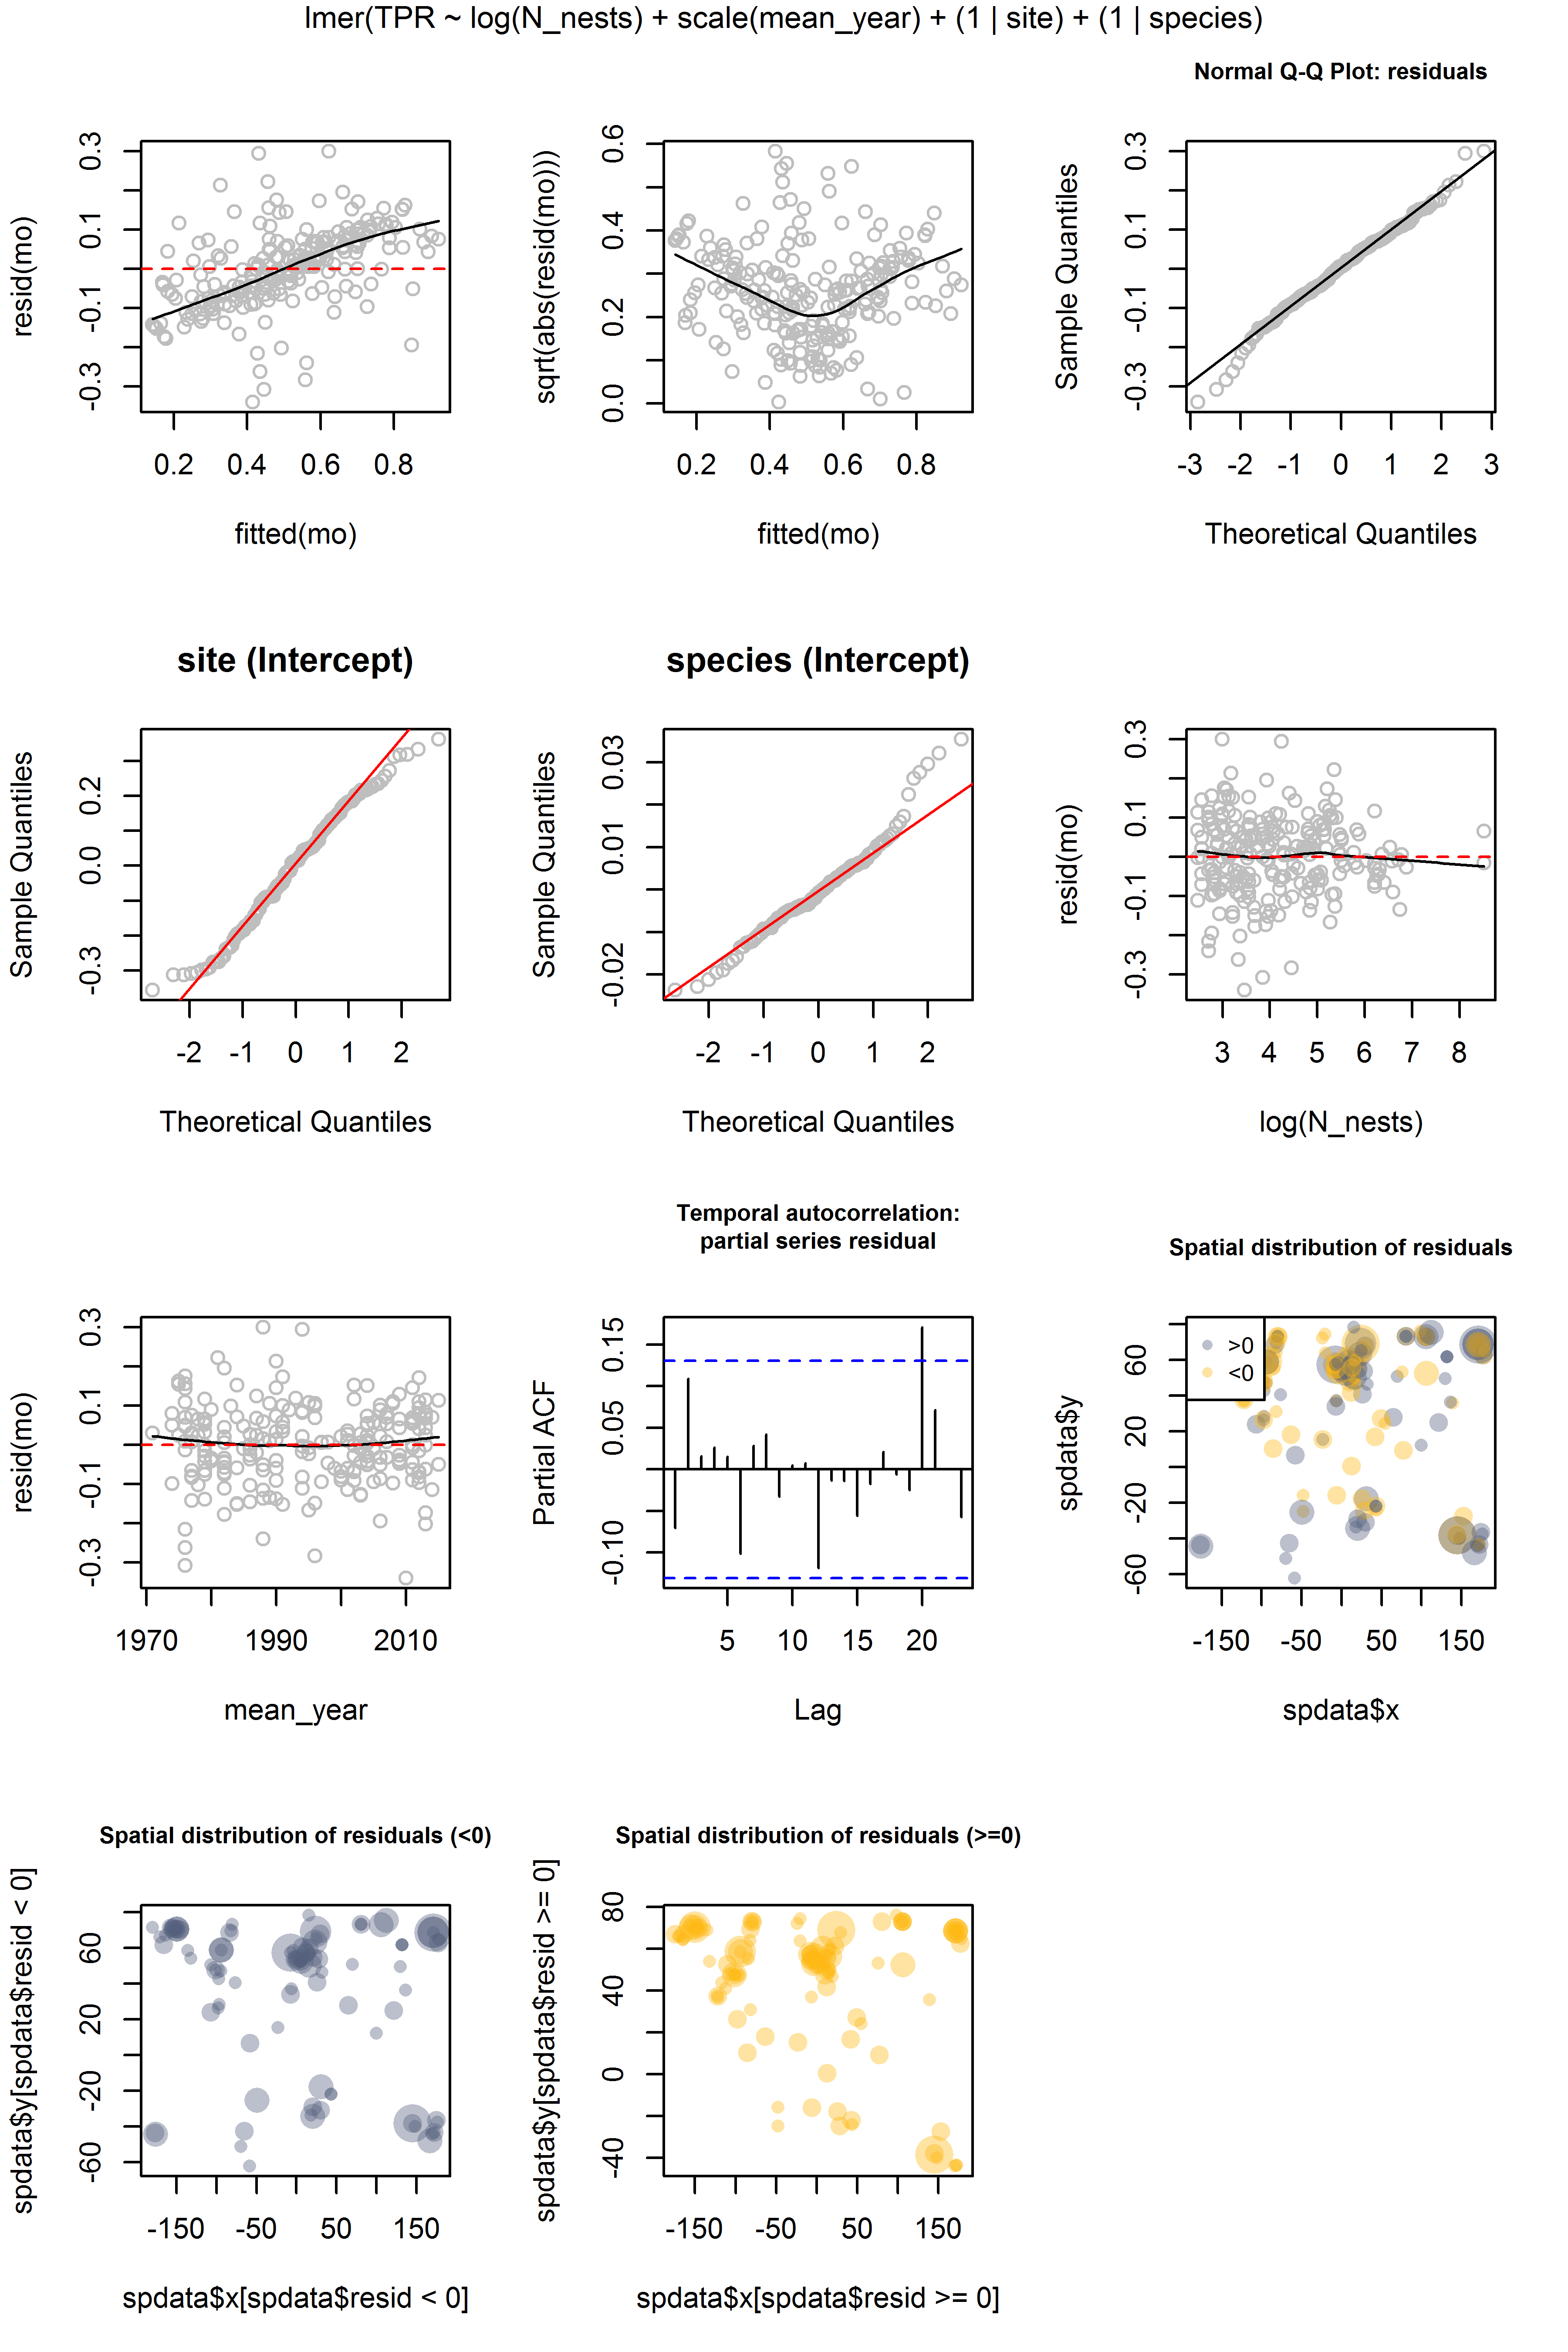 lmer(TPR ~ log(N_nests) + scale(mean_year) + (1 | site) + (1 | species)
resid(mo)
0.3
0.1
-0.1
-0.3
0.2 0.4 0.6 0.8
fitted(mo)
sqrt(abs(resid(mo)))
0.6
0.4
0.2
0.0
0.2 0.4 0.6 0.8
fitted(mo)
Normal Q-Q Plot: residuals
Sample Quantiles
0.3
0.1
-0.1
-0.3
-3 -2 -1 0 1 2 3
Theoretical Quantiles
site (Intercept)
Sample Quantiles
0.2
0.0
-0.3
-2 -1 0 1 2
Theoretical Quantiles
species (Intercept)
Sample Quantiles
0.03
0.01
-0.02
-2 -1 0 1 2
Theoretical Quantiles
resid(mo)
0.3
0.1
-0.1
-0.3
3 4 5 6 7 8
log(N_nests)
resid(mo)
0.3
0.1
-0.1
-0.3
1970 1990 2010
mean_year
Temporal autocorrelation:
partial series residual
Partial ACF
0.15
0.05
-0.10
5 10 15 20
Lag
Spatial distribution of residuals
spdata$y
60
20
-20
-60
>0
<0
-150 -50 50 150
spdata$x
Spatial distribution of residuals (<0)
spdata$y[spdata$resid < 0]
60
20
-20
-60
-150 -50 50 150
spdata$x[spdata$resid < 0]
Spatial distribution of residuals (>=0)
spdata$y[spdata$resid >= 0]
80
40
0
-40
-150 -50 50 150
spdata$x[spdata$resid >= 0]